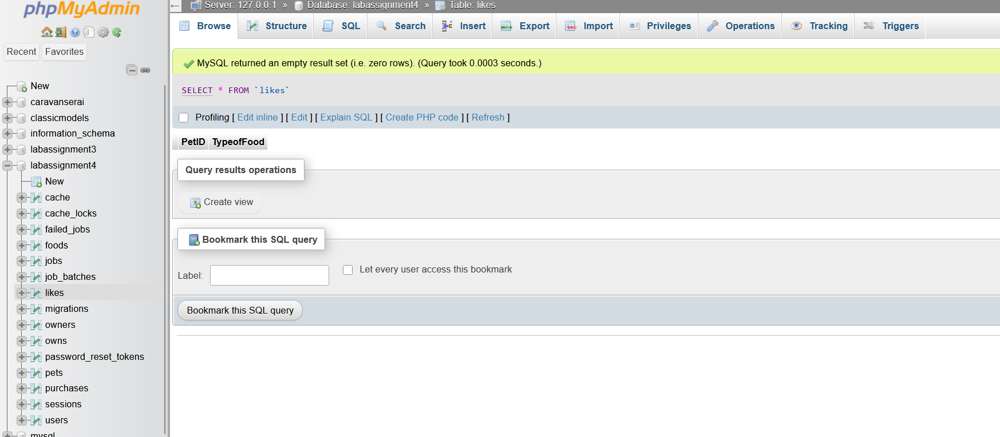 phpMyAdmin
Recent
Favorites
New
caravanserai
classicmodels
information_schema
labassignment3
labassignment4
New
cache
cache_locks
failed_jobs
foods
jobs
job_batches
likes
migrations
owners
owns
password_reset_tokens
pets
purchases
sessions
users
mysql
Server: 127.0.0.1 » Database: labassignment4 » Table: likes
Browse Structure SQL Search Insert Export Import Privileges Operations Tracking Triggers
MySQL returned an empty result set (i.e. zero rows). (Query took 0.0003 seconds.)
SELECT * FROM `likes`
Profiling [ Edit inline ] [ Edit ] [ Explain SQL ] [ Create PHP code ] [ Refresh ]
PetID TypeofFood
Query results operations
Create view
Bookmark this SQL query
Label:
Let every user access this bookmark
Bookmark this SQL query